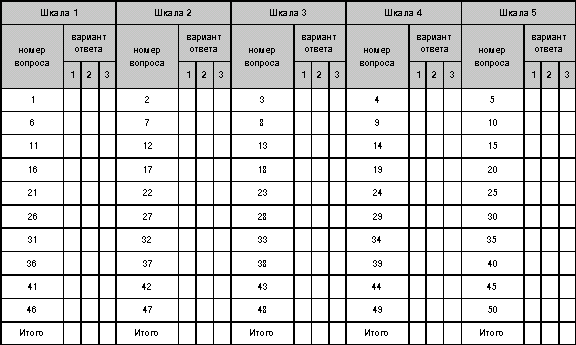 Шкала 1 Шкала 2 Шкала 3 Шкала 4 Шкала 5
номер вопроса вариант ответа номер вопроса вариант ответа номер вопроса вариант ответа номер вопроса вариант ответа номер вопроса вариант ответа
1 2 3 1 2 3 1 2 3 1 2 3 1 2 3
1 2 3 4 5
6 7 8 9 10
11 12 13 14 15
16 17 18 19 20
21 22 23 24 25
26 27 28 29 30
31 32 33 34 35
36 37 38 39 40
41 42 43 44 45
46 47 48 49 50
Итого Итого Итого Итого Итого